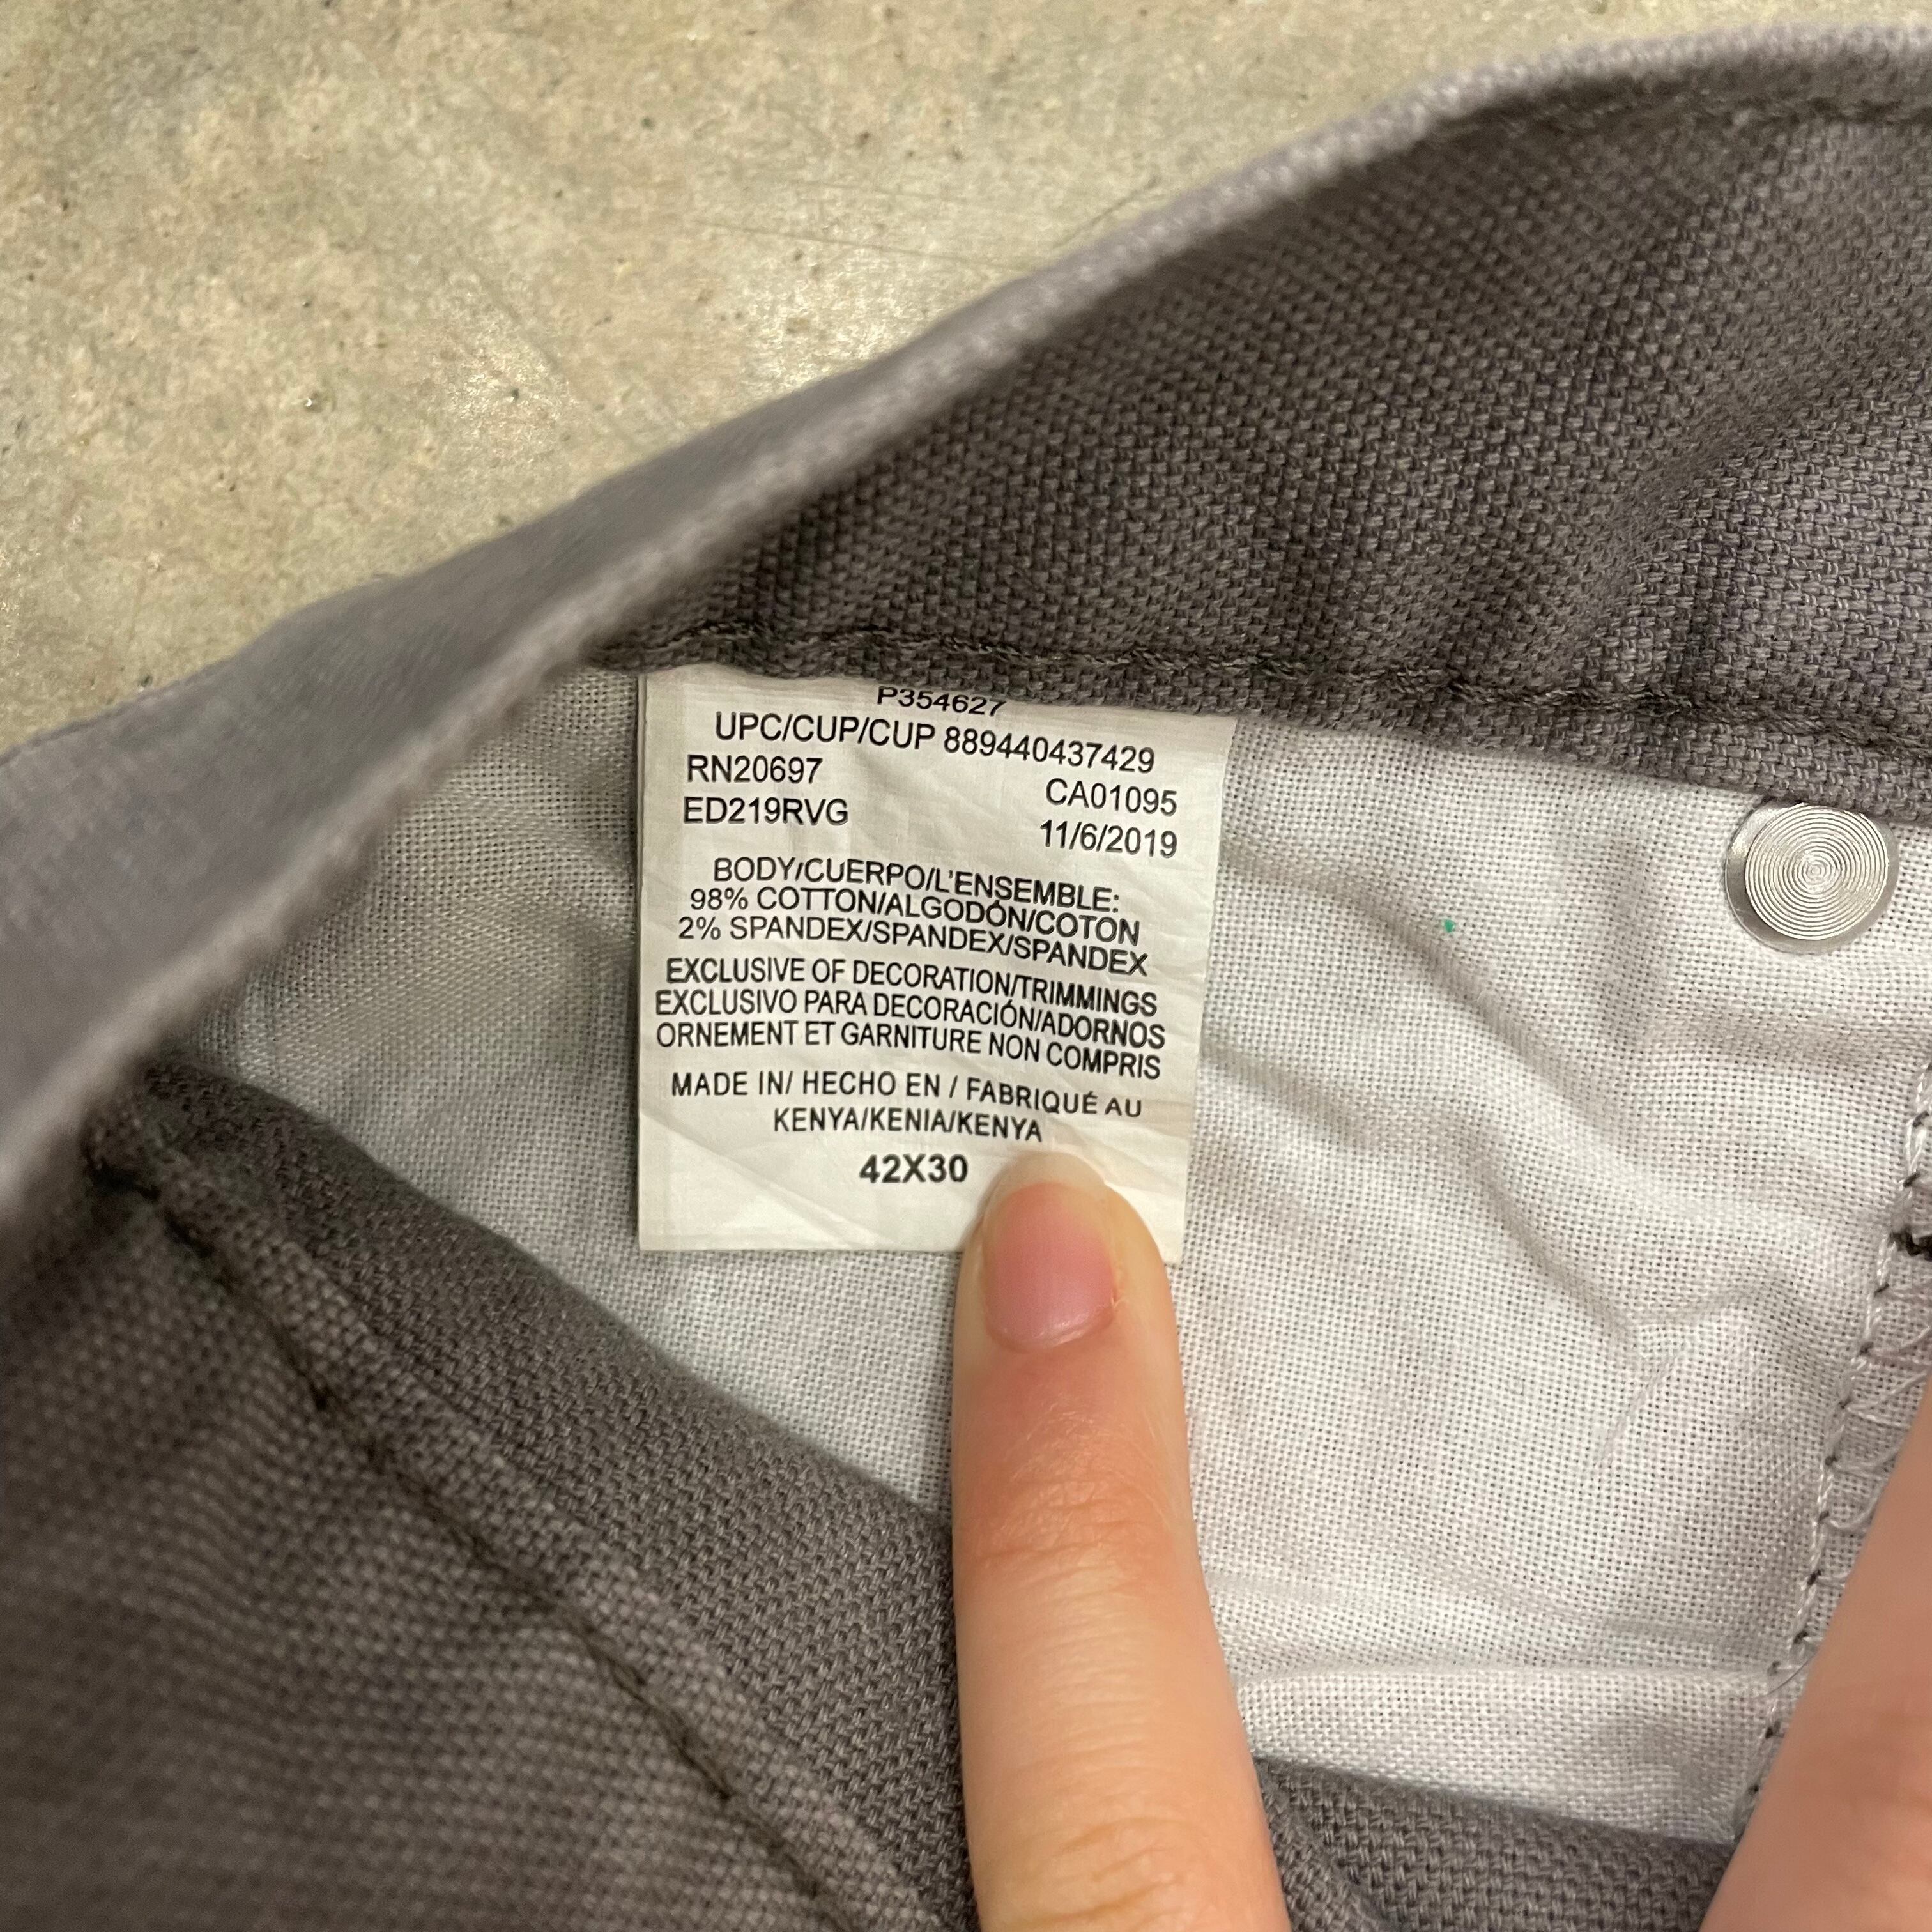 P354627
UPC/CUP/CUP 889440437429
RN20697 CA01095
ED219RVG 11/6/2019
BODY/CUERPO/L'ENSEMBLE:
98% COTTON/ALGODÓN/COTON
2% SPANDEX/SPANDEX/SPANDEX
EXCLUSIVE OF DECORATION/TRIMMINGS
EXCLUSIVO PARA DECORACIÓN/ADORNOS
ORNEMENT ET GARNITURE NON COMPRIS
MADE IN/ HECHO EN / FABRIQUÉ AU
KENYA/KENIA/KENYA
42X30